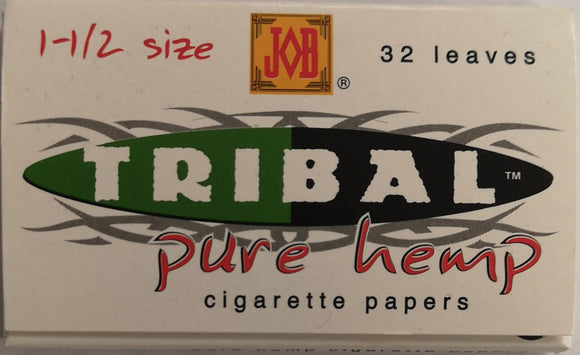 1-1/2 size
JOB ®
32 leaves
TRIBAL ™
pure hemp
cigarette papers